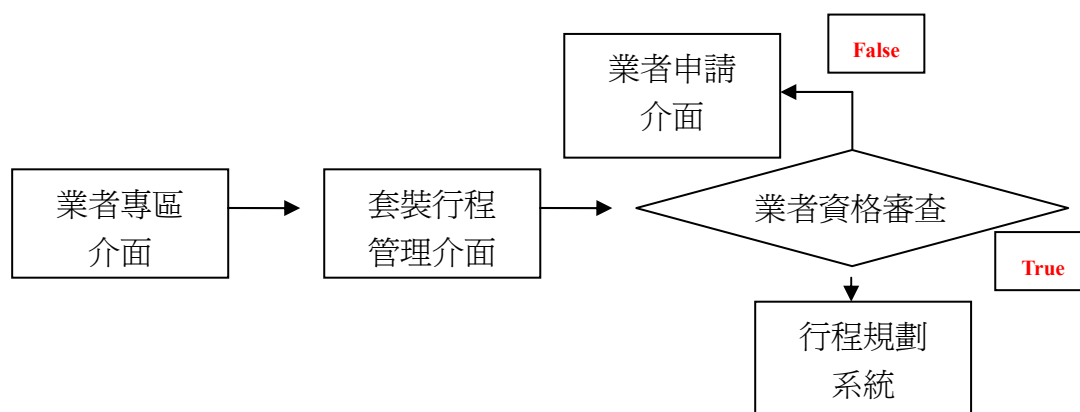 False
業者申請
介面
業者專區
介面
套裝行程
管理介面
業者資格審查
True
行程規劃
系統